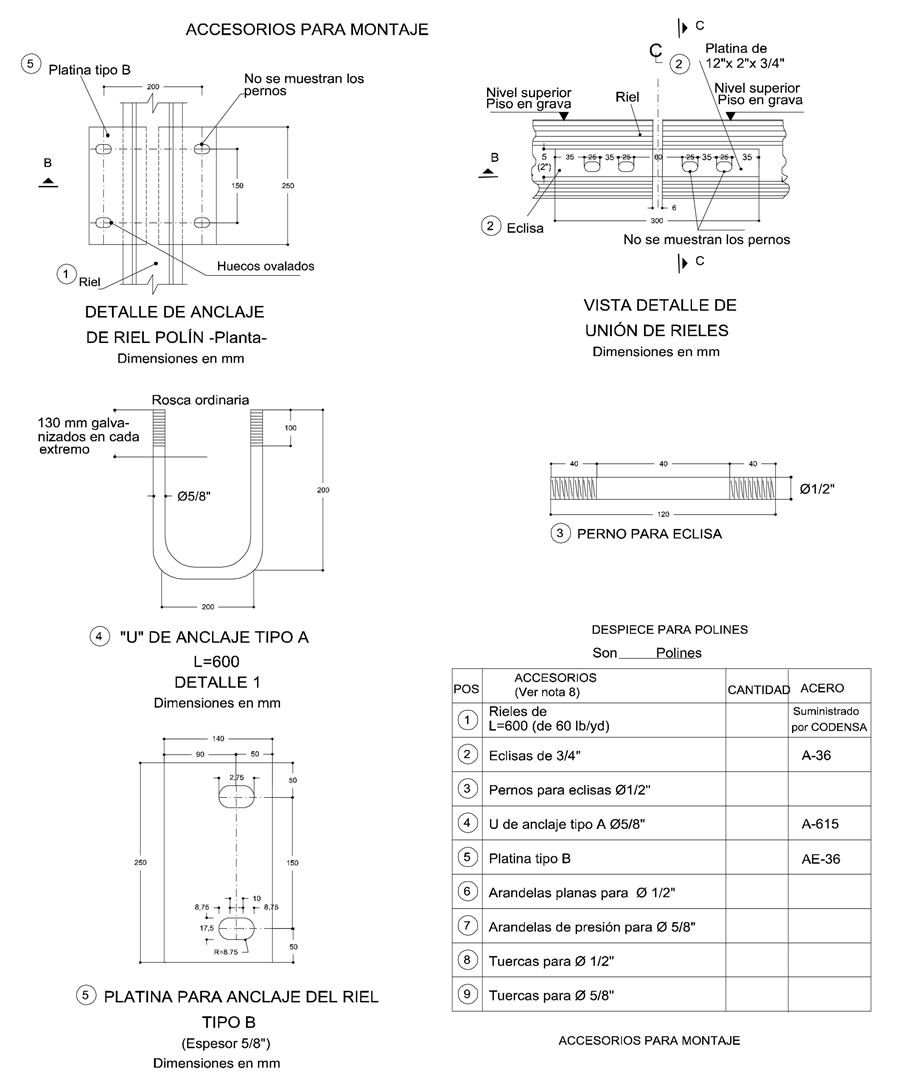 ACCESORIOS PARA MONTAJE
5
Platina tipo B
200
No se muestran los
pernos
B
150
250
Huecos ovalados
1
Riel
DETALLE DE ANCLAJE
DE RIEL POLÍN -Planta-
Dimensiones en mm
C
C
2
Platina de
12"x 2"x 3/4"
Nivel superior
Piso en grava
Riel
Nivel superior
Piso en grava
B
5
(2")
35
25
35
25
60
25
35
25
35
6
300
2
Eclisa
No se muestran los pernos
C
VISTA DETALLE DE
UNIÓN DE RIELES
Dimensiones en mm
Rosca ordinaria
130 mm galva-
nizados en cada
extremo
100
200
Ø5/8"
200
4
"U" DE ANCLAJE TIPO A
L=600
DETALLE 1
Dimensiones en mm
40
40
40
Ø1/2"
120
3
PERNO PARA ECLISA
140
90
50
2,75
50
250
150
10
8,75
8,75
17,5
R=8.75
50
5
PLATINA PARA ANCLAJE DEL RIEL
TIPO B
(Espesor 5/8")
Dimensiones en mm
DESPIECE PARA POLINES
Son______Polines
POS
ACCESORIOS
(Ver nota 8)
CANTIDAD
ACERO
1
Rieles de
L=600 (de 60 lb/yd)
Suministrado
por CODENSA
2
Eclisas de 3/4"
A-36
3
Pernos para eclisas Ø1/2"
4
U de anclaje tipo A Ø5/8"
A-615
5
Platina tipo B
AE-36
6
Arandelas planas para Ø 1/2"
7
Arandelas de presión para Ø 5/8"
8
Tuercas para Ø 1/2"
9
Tuercas para Ø 5/8"
ACCESORIOS PARA MONTAJE